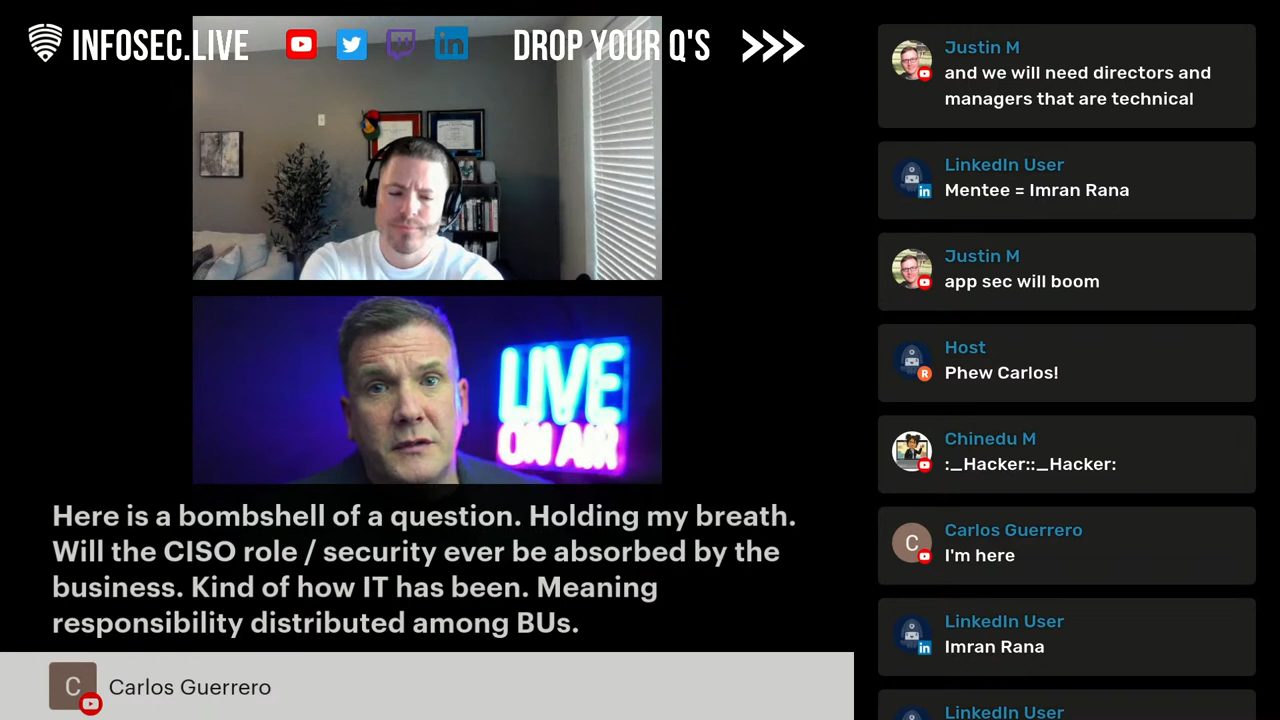 INFOSEC.LIVE
DROP YOUR Q'S >>>
LIVE
ON AIR
Here is a bombshell of a question. Holding my breath.
Will the CISO role / security ever be absorbed by the
business. Kind of how IT has been. Meaning
responsibility distributed among BUs.
C
Carlos Guerrero
Justin M
and we will need directors and
managers that are technical
LinkedIn User
Mentee = Imran Rana
Justin M
app sec will boom
Host
R
Phew Carlos!
Chinedu M
:_Hacker::_Hacker:
Carlos Guerrero
C
I'm here
LinkedIn User
Imran Rana
LinkedIn User